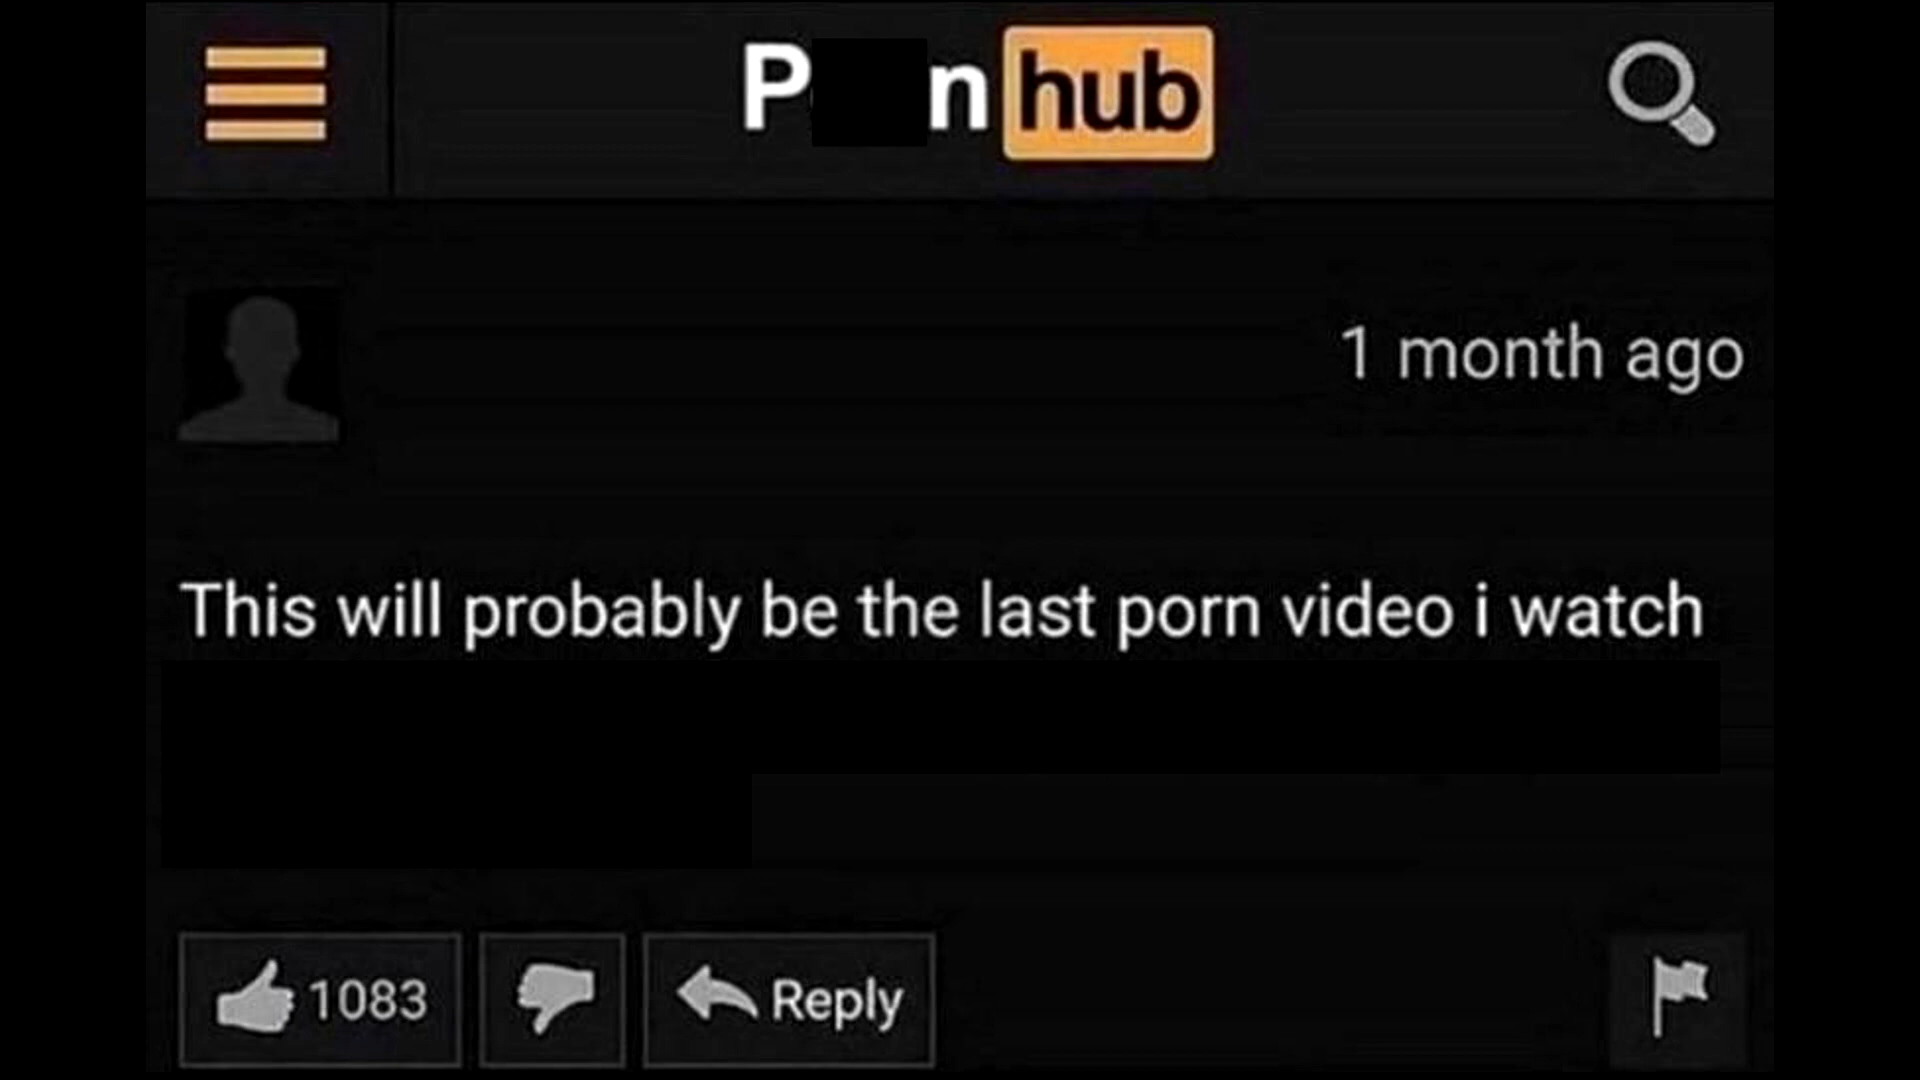 P n hub
1 month ago
This will probably be the last porn video i watch
1083 Reply